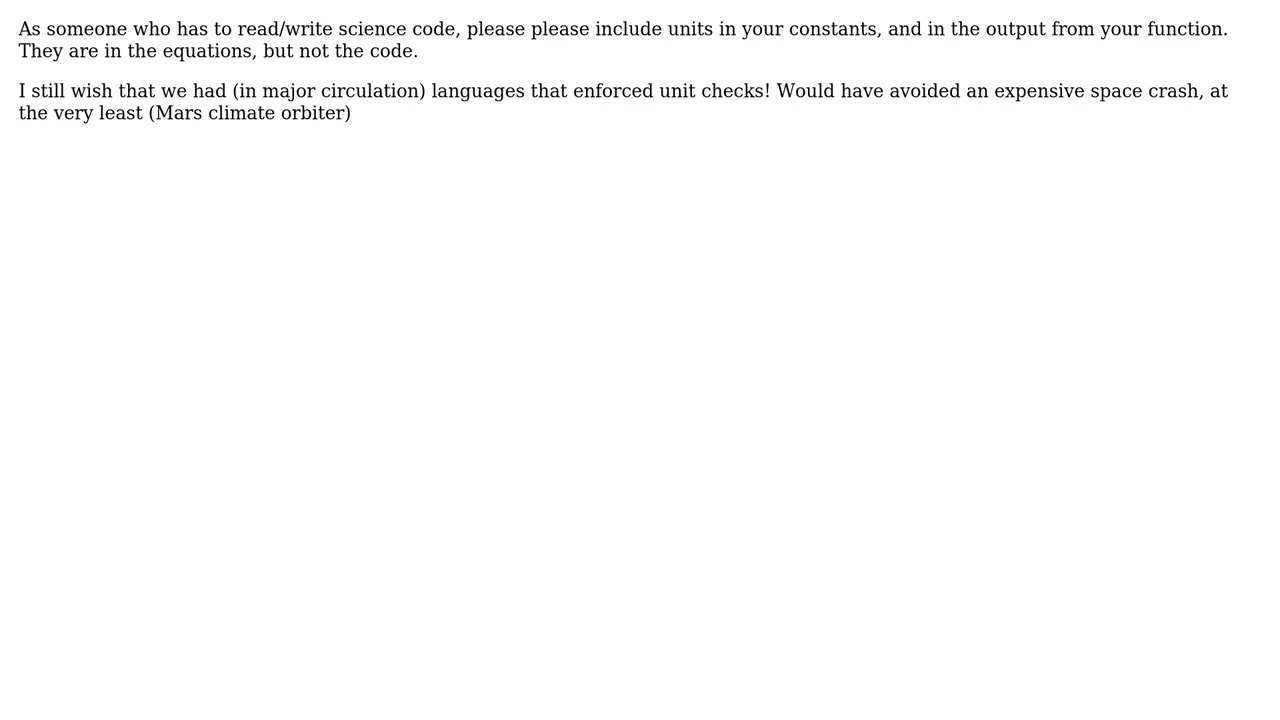 As someone who has to read/write science code, please please include units in your constants, and in the output from your function.
They are in the equations, but not the code.
I still wish that we had (in major circulation) languages that enforced unit checks! Would have avoided an expensive space crash, at
the very least (Mars climate orbiter)